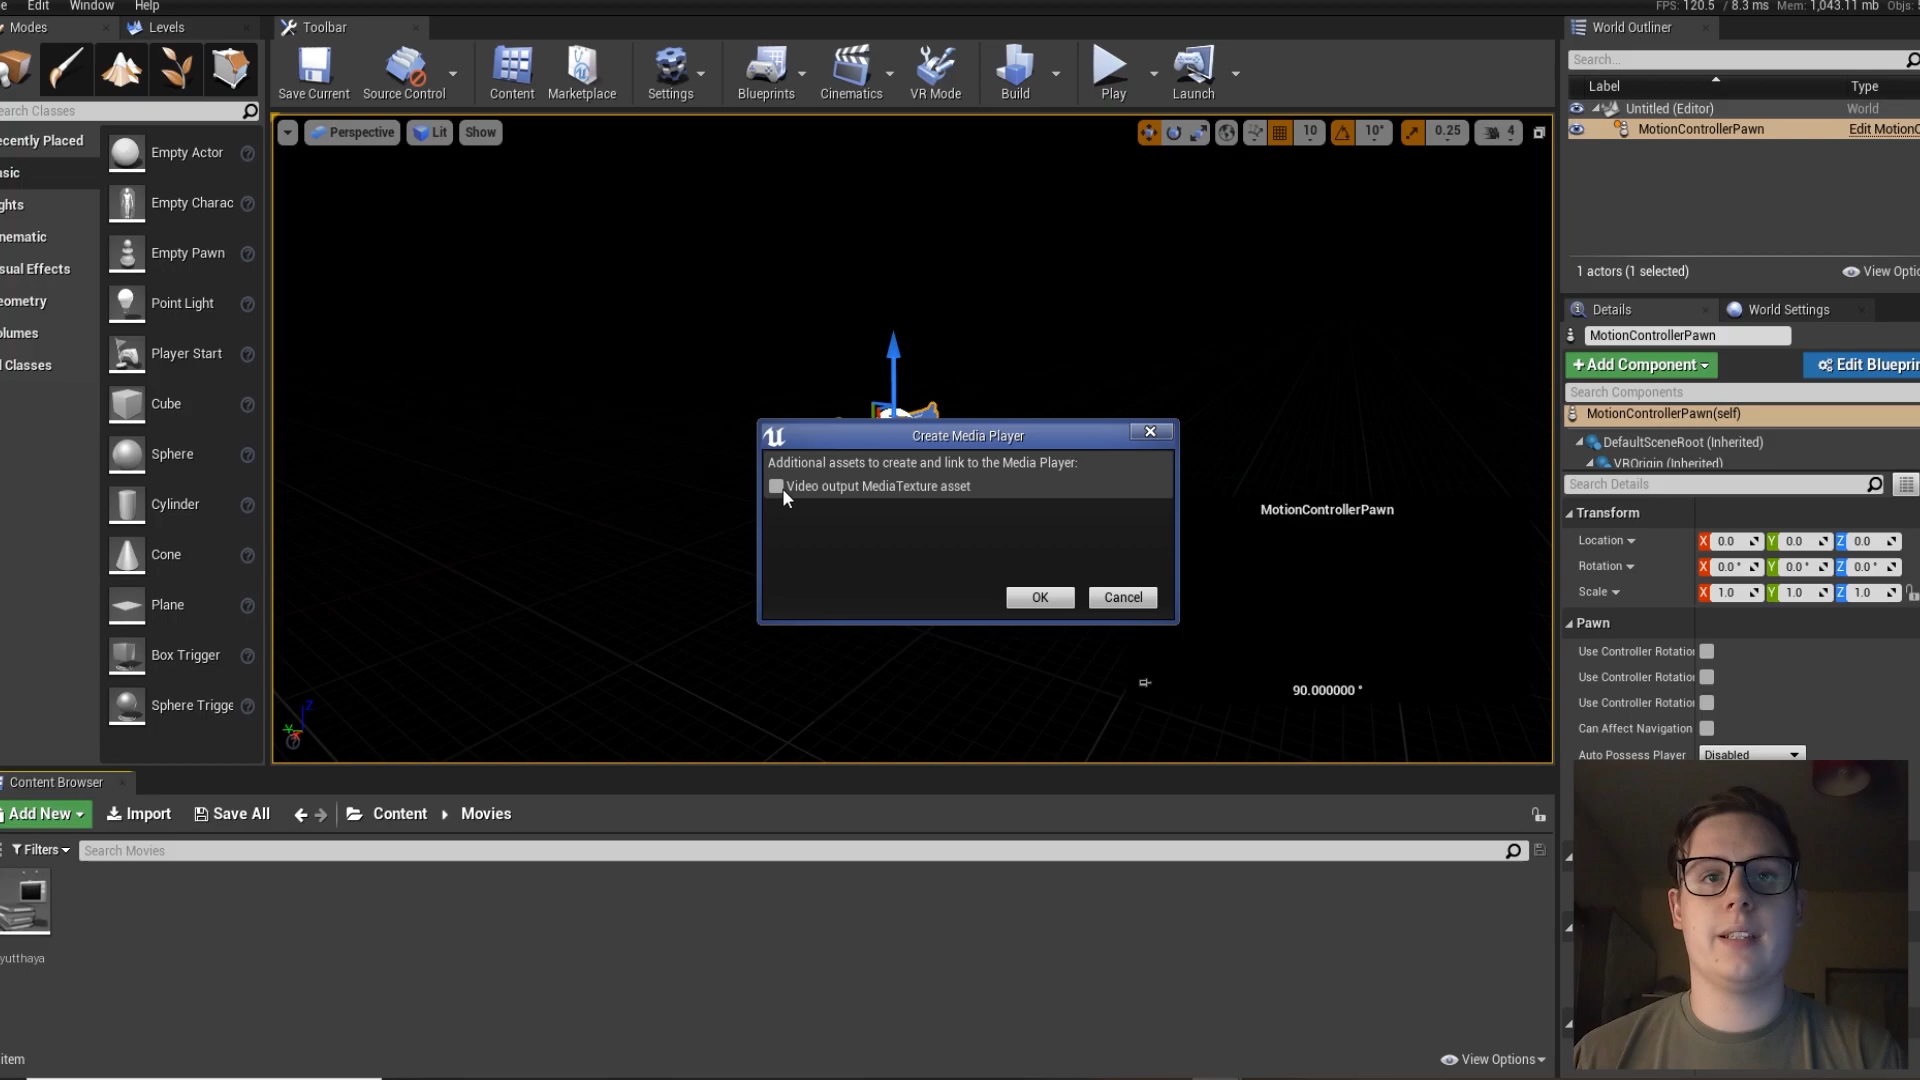 Edit Window Help
FPS: 120.5 / 8.3 ms Mem: 1,043.11 mb Objs:
Modes
Levels
Toolbar
World Outliner
Save Current
Source Control
Content
Marketplace
Settings
Blueprints
Cinematics
VR Mode
Build
Play
Launch
Search...
Label
Type
earch Classes
Untitled (Editor)
World
MotionControllerPawn
Edit MotionC
ecently Placed
asic
ghts
nematic
sual Effects
eometry
olumes
l Classes
Empty Actor
Empty Charac
Empty Pawn
Point Light
Player Start
Cube
Sphere
Cylinder
Cone
Plane
Box Trigger
Sphere Trigge
Perspective
Lit
Show
10
10°
0.25
4
1 actors (1 selected)
View Optio
Details
World Settings
MotionControllerPawn
+Add Component
Edit Blueprin
Search Components
MotionControllerPawn(self)
DefaultSceneRoot (Inherited)
VROrigin (Inherited)
Search Details
Transform
Location
X 0.0 Y 0.0 Z 0.0
Rotation
X 0.0° Y 0.0° Z 0.0°
Scale
X 1.0 Y 1.0 Z 1.0
Pawn
Use Controller Rotatio
Use Controller Rotatio
Use Controller Rotatio
Can Affect Navigation
Auto Possess Player
Disabled
Create Media Player
Additional assets to create and link to the Media Player:
Video output MediaTexture asset
OK
Cancel
MotionControllerPawn
90.000000 °
Z
Content Browser
Add New
Import
Save All
Content
Movies
Filters
Search Movies
yutthaya
item
View Options